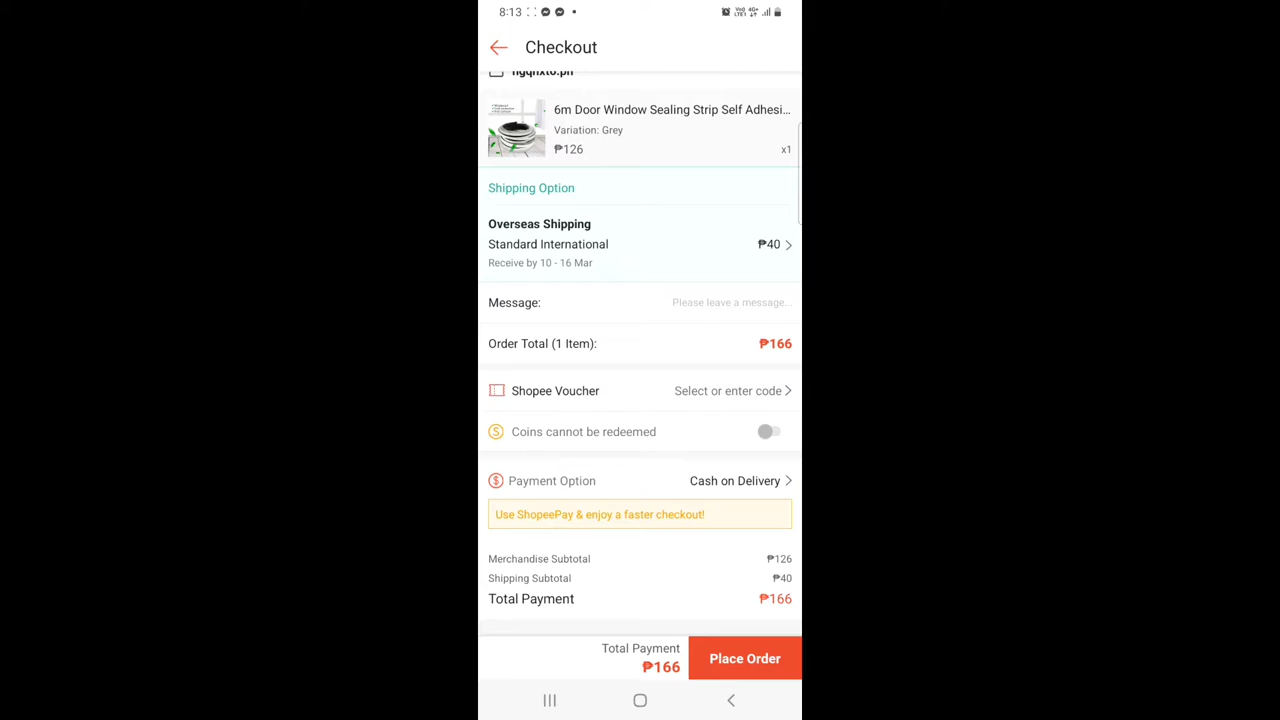 8:13
Checkout
6m Door Window Sealing Strip Self Adhesi...
Variation: Grey
₱126
x1
Shipping Option
Overseas Shipping
Standard International
₱40
Receive by 10 - 16 Mar
Message:
Please leave a message...
Order Total (1 Item):
₱166
Shopee Voucher
Select or enter code
Coins cannot be redeemed
Payment Option
Cash on Delivery
Use ShopeePay & enjoy a faster checkout!
Merchandise Subtotal
₱126
Shipping Subtotal
₱40
Total Payment
₱166
Total Payment
₱166
Place Order